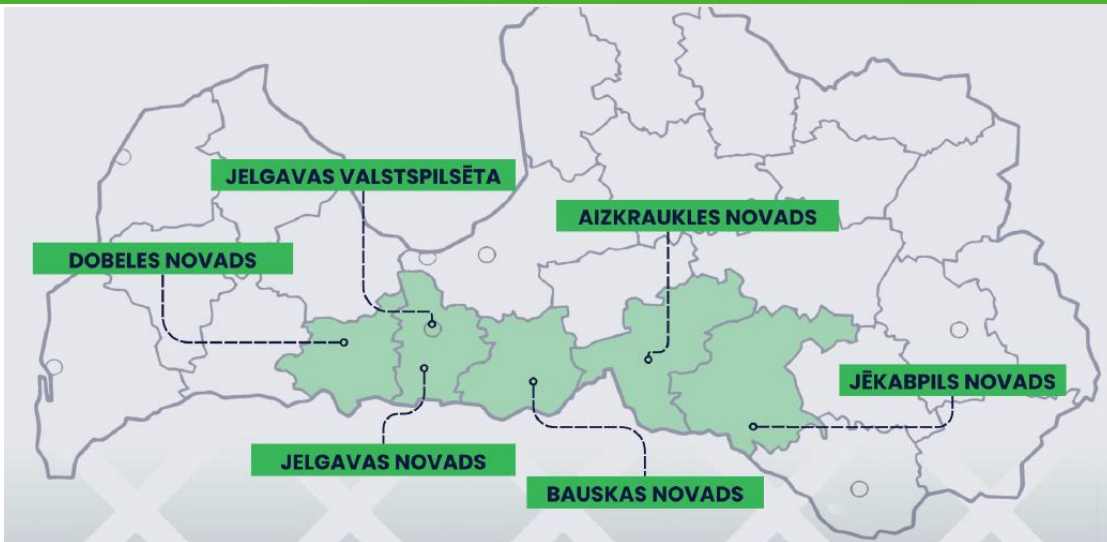 JELGAVAS VALSTSPILSĒTA
AIZKRAUKLES NOVADS
DOBELES NOVADS
JĒKABPILS NOVADS
JELGAVAS NOVADS
BAUSKAS NOVADS